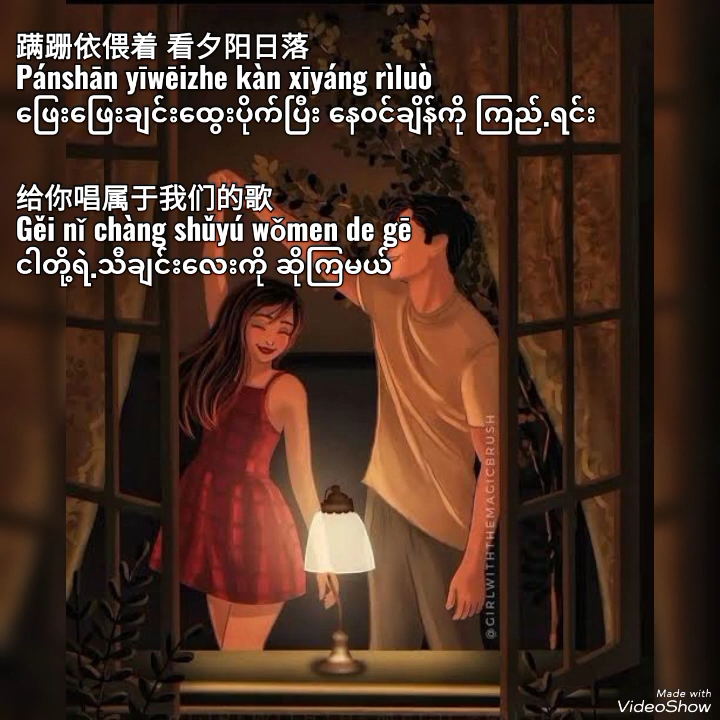 蹒跚依偎着 看夕阳日落
Pánshān yīwēizhe kàn xīyáng rìluò
ဖြေးဖြေးချင်းထွေးပိုက်ပြီး နေဝင်ချိန်ကို ကြည့်.ရင်း
给你唱属于我们的歌
Gěi nǐ chàng shǔyú wǒmen de gē
ငါတို့ရဲ.သီချင်းလေးကို ဆိုကြမယ်
@GIRLWITHTHEMAGICBRUSH
Made with
VideoShow